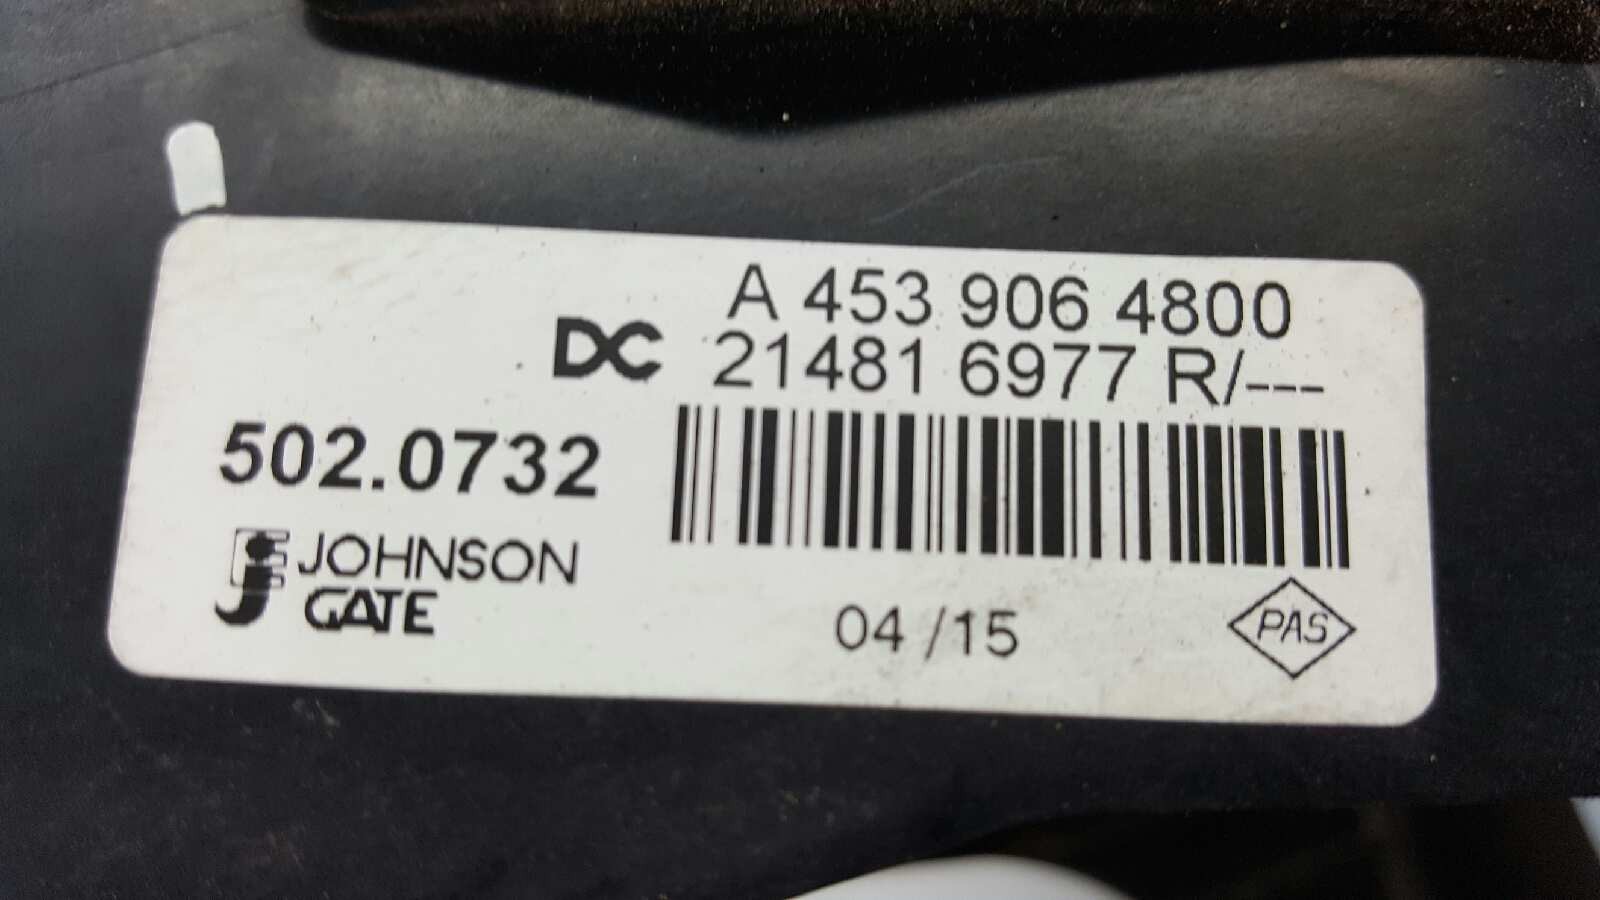 A 453 906 4800
DC 21481 6977 R/---
502.0732
JOHNSON
GATE
04 /15
PAS